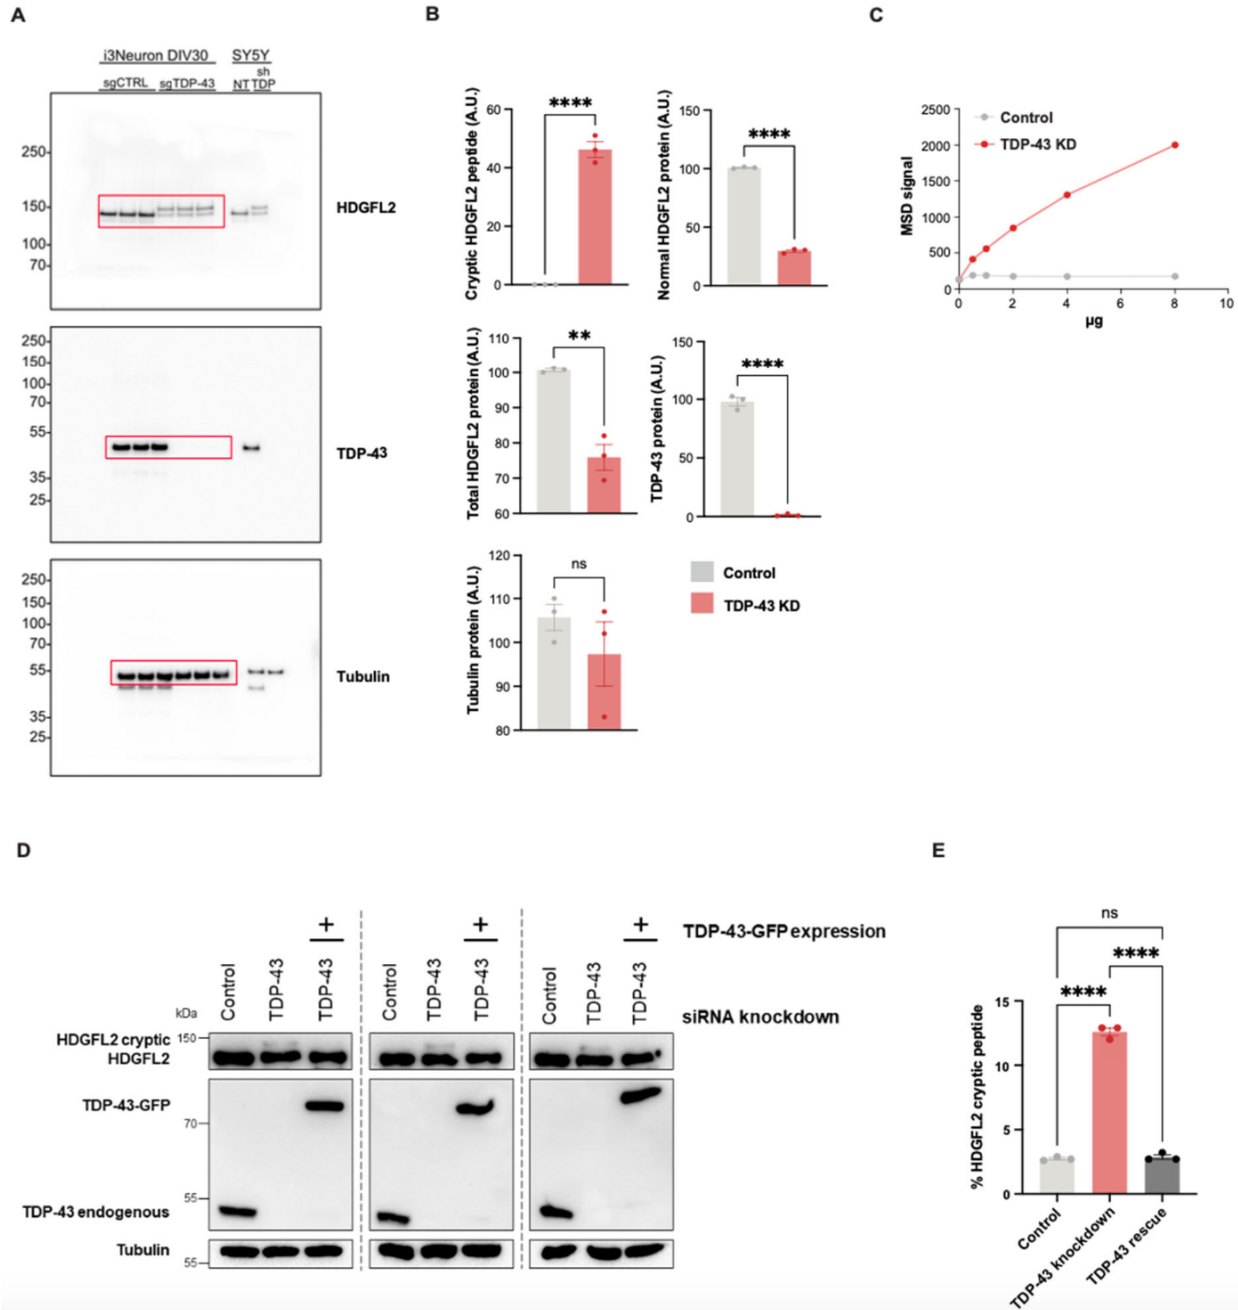 A
i3Neuron DIV30 SY5Y
sgCTRL sgTDP-43 NT sh TDP
250-
150-
100-
70-
HDGFL2
250-
150-
100-
70-
55-
35-
25-
TDP-43
250-
150-
100-
70-
55-
35-
25-
Tubulin
B
Cryptic HDGFL2 peptide (A.U.)
60
40
20
0
****
Normal HDGFL2 protein (A.U.)
150
100
50
0
****
Total HDGFL2 protein (A.U.)
110
100
90
80
70
60
**
TDP-43 protein (A.U.)
150
100
50
0
****
Tubulin protein (A.U.)
120
110
100
90
80
ns
Control
TDP-43 KD
C
MSD signal
2500
2000
1500
1000
500
0
0 2 4 6 8 10
µg
Control
TDP-43 KD
D
+ + +
TDP-43-GFP expression
Control TDP-43 TDP-43 Control TDP-43 TDP-43 Control TDP-43 TDP-43
siRNA knockdown
kDa
HDGFL2 cryptic 150
HDGFL2
TDP-43-GFP
70
55
TDP-43 endogenous
Tubulin
55
E
ns
****
****
% HDGFL2 cryptic peptide
15
10
5
0
Control
TDP-43 knockdown
TDP-43 rescue